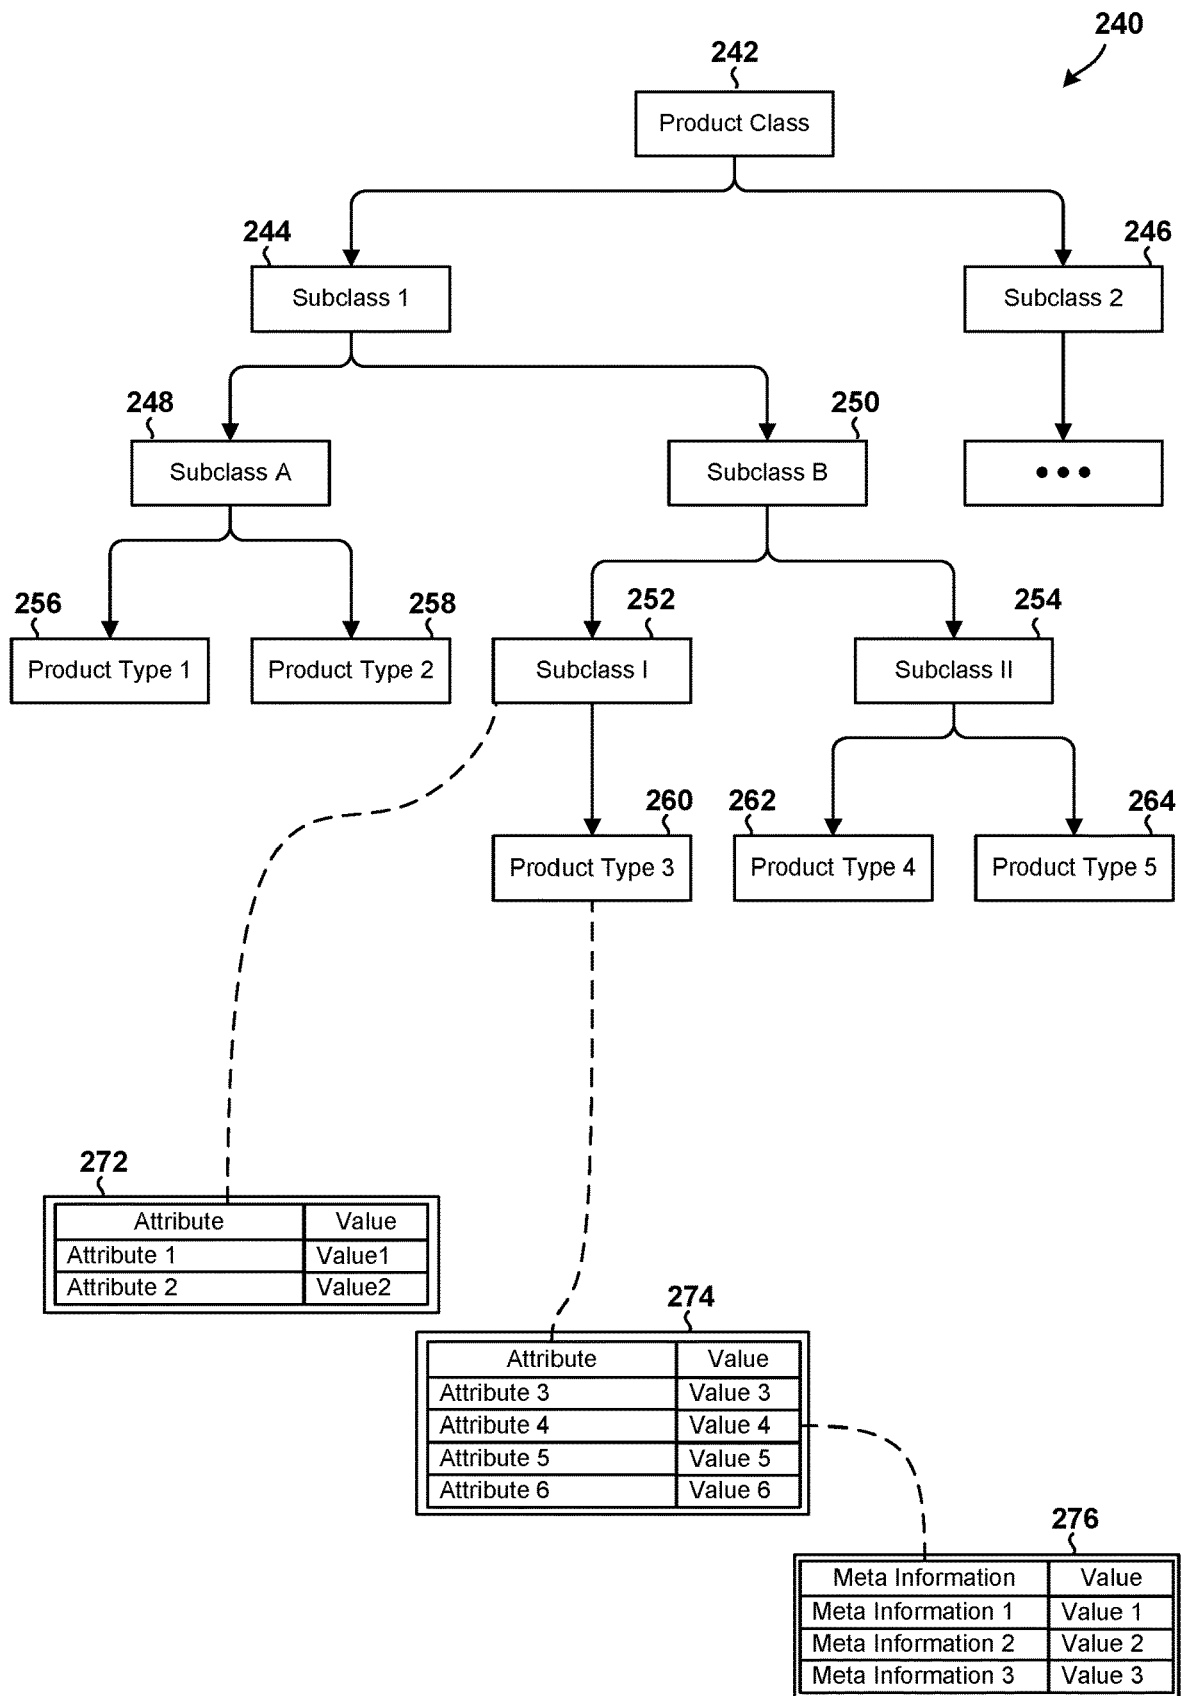 240
242
Product Class
244
246
Subclass 1
Subclass 2
248
250
Subclass A
Subclass B
•••
256
258
252
254
Product Type 1
Product Type 2
Subclass I
Subclass II
260
262
264
Product Type 3
Product Type 4
Product Type 5
272
Attribute Value
Attribute 1 Value1
Attribute 2 Value2
274
Attribute Value
Attribute 3 Value 3
Attribute 4 Value 4
Attribute 5 Value 5
Attribute 6 Value 6
276
Meta Information Value
Meta Information 1 Value 1
Meta Information 2 Value 2
Meta Information 3 Value 3